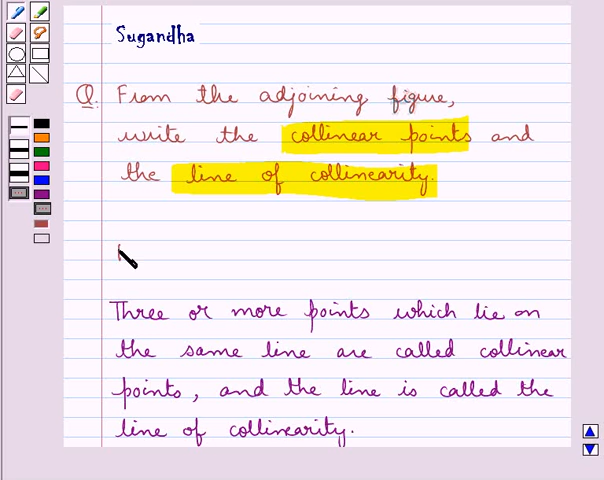 Sugandha
Q. From the adjoining figure,
write the collinear points and
the line of collinearity.
Three or more points which lie on
the same line are called collinear
points, and the line is called the
line of collinearity.